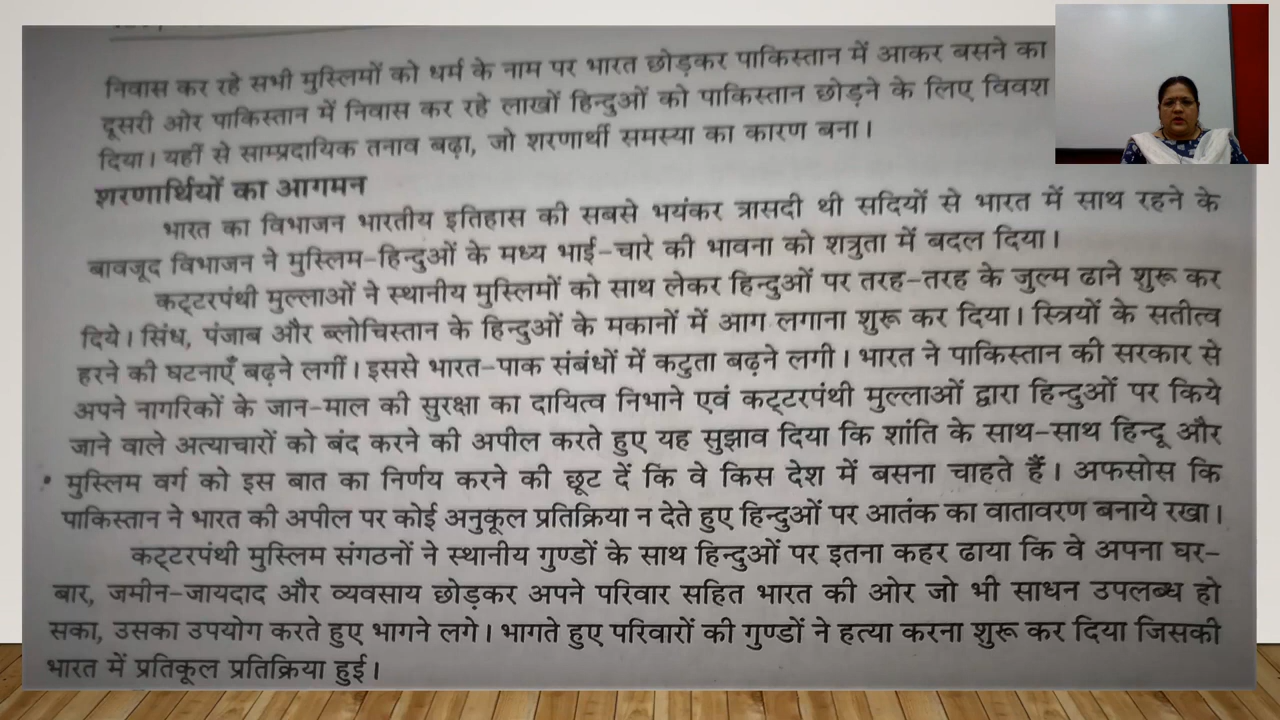 निवास कर रहे सभी मुस्लिमों को धर्म के नाम पर भारत छोड़कर पाकिस्तान में आकर बसने का
दूसरी ओर पाकिस्तान में निवास कर रहे लाखों हिन्दुओं को पाकिस्तान छोड़ने के लिए विवश
दिया। यहीं से साम्प्रदायिक तनाव बढ़ा, जो शरणार्थी समस्या का कारण बना।
शरणार्थियों का आगमन
भारत का विभाजन भारतीय इतिहास की सबसे भयंकर त्रासदी थी सदियों से भारत में साथ रहने के
बावजूद विभाजन ने मुस्लिम-हिन्दुओं के मध्य भाई-चारे की भावना को शत्रुता में बदल दिया।
कट्टरपंथी मुल्लाओं ने स्थानीय मुस्लिमों को साथ लेकर हिन्दुओं पर तरह-तरह के जुल्म ढाने शुरू कर
दिये। सिंध, पंजाब और ब्लोचिस्तान के हिन्दुओं के मकानों में आग लगाना शुरू कर दिया। स्त्रियों के सतीत्व
हरने की घटनाएँ बढ़ने लगीं। इससे भारत-पाक संबंधों में कटुता बढ़ने लगी। भारत ने पाकिस्तान की सरकार से
अपने नागरिकों के जान-माल की सुरक्षा का दायित्व निभाने एवं कट्टरपंथी मुल्लाओं द्वारा हिन्दुओं पर किये
जाने वाले अत्याचारों को बंद करने की अपील करते हुए यह सुझाव दिया कि शांति के साथ-साथ हिन्दू और
मुस्लिम वर्ग को इस बात का निर्णय करने की छूट दें कि वे किस देश में बसना चाहते हैं। अफसोस कि
पाकिस्तान ने भारत की अपील पर कोई अनुकूल प्रतिक्रिया न देते हुए हिन्दुओं पर आतंक का वातावरण बनाये रखा।
कट्टरपंथी मुस्लिम संगठनों ने स्थानीय गुण्डों के साथ हिन्दुओं पर इतना कहर ढाया कि वे अपना घर-
बार, जमीन-जायदाद और व्यवसाय छोड़कर अपने परिवार सहित भारत की ओर जो भी साधन उपलब्ध हो
सका, उसका उपयोग करते हुए भागने लगे। भागते हुए परिवारों की गुण्डों ने हत्या करना शुरू कर दिया जिसकी
भारत में प्रतिकूल प्रतिक्रिया हुई।